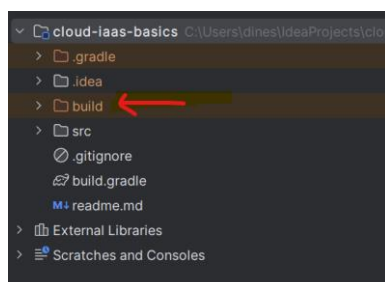 cloud-iaas-basics C:\Users\dines\IdeaProjects\clo
.gradle
.idea
build
src
.gitignore
build.gradle
M↓ readme.md
External Libraries
Scratches and Consoles